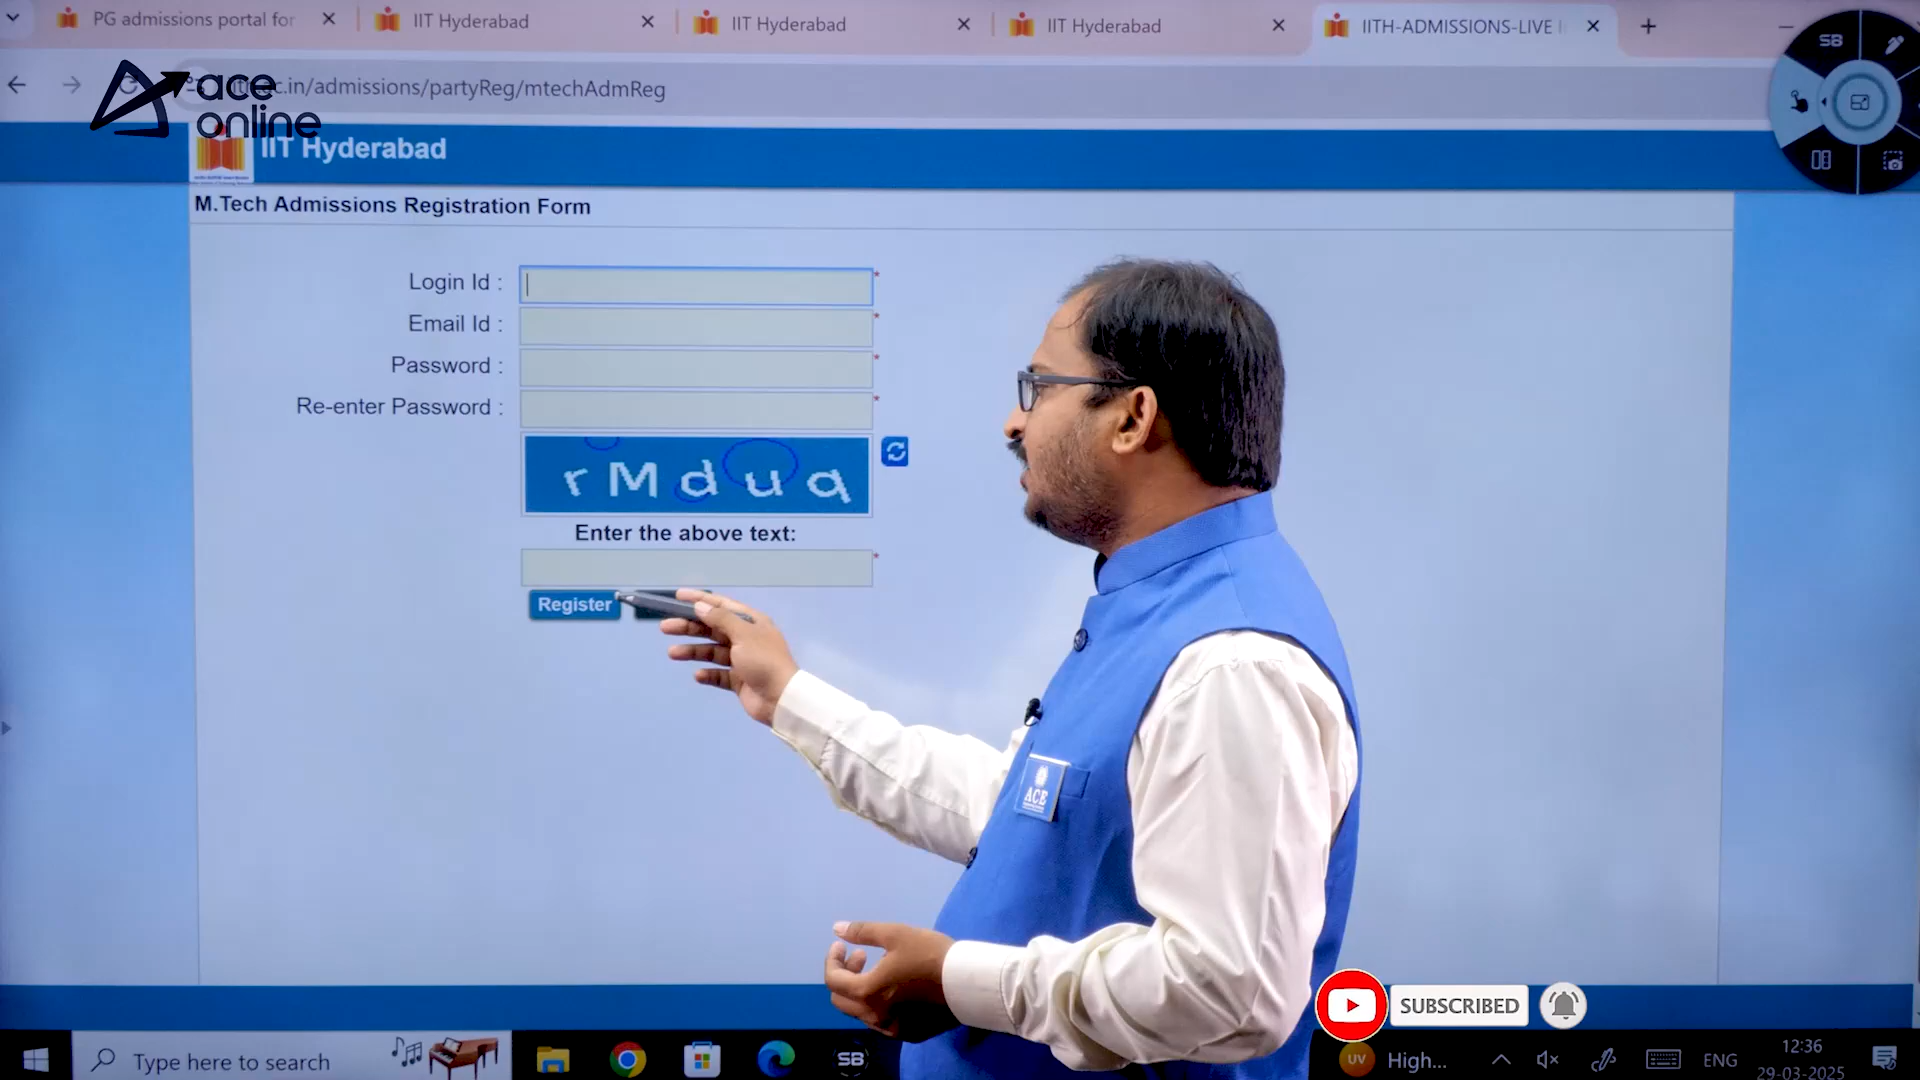 PG admissions portal for
IIT Hyderabad
IIT Hyderabad
IIT Hyderabad
IITH-ADMISSIONS-LIVE
ace
online
c.in/admissions/partyReg/mtechAdmReg
SB
IIT Hyderabad
M.Tech Admissions Registration Form
Login Id :
*
Email Id :
*
Password :
*
Re-enter Password :
*
r M d u q
Enter the above text:
*
Register
ACE
SUBSCRIBED
Type here to search
SB
UV
High...
ENG
12:36
29-03-2025